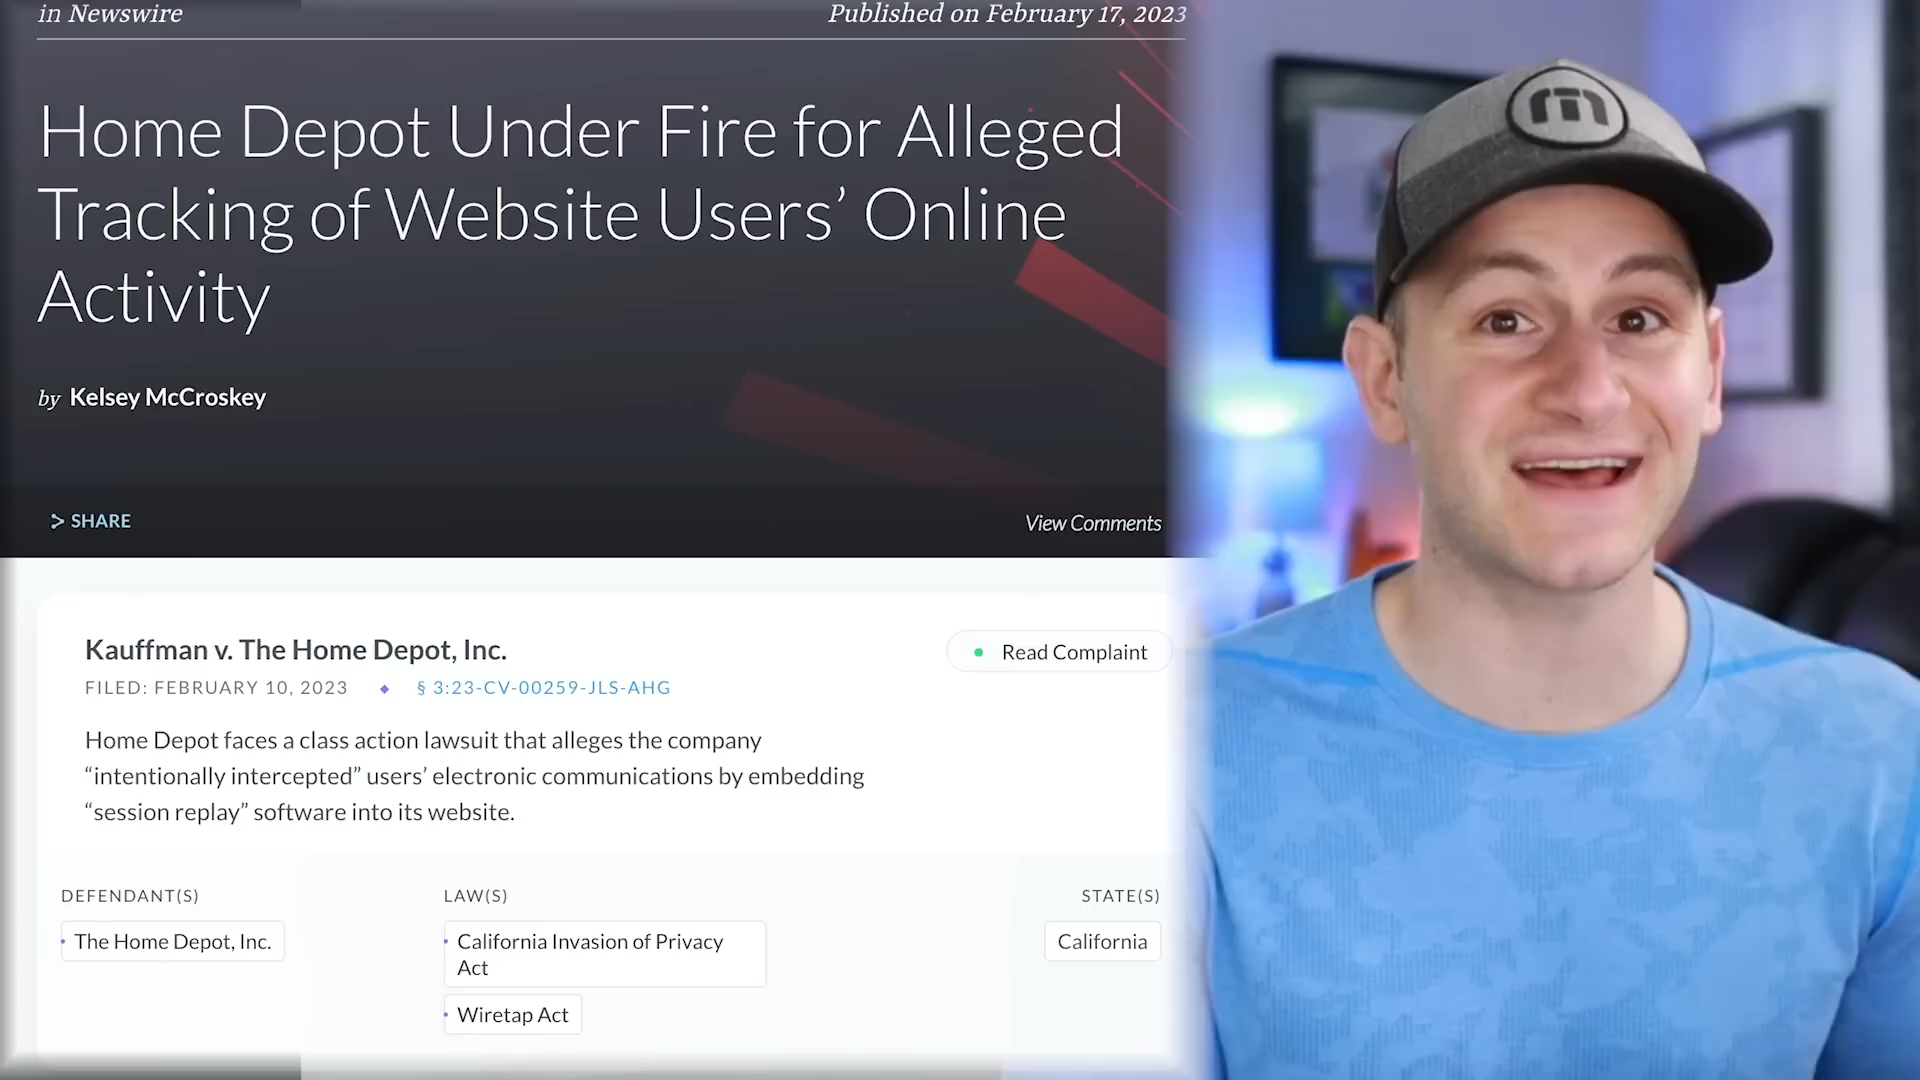 in Newswire
Published on February 17, 2023
Home Depot Under Fire for Alleged
Tracking of Website Users’ Online
Activity
by Kelsey McCroskey
SHARE
View Comments
Kauffman v. The Home Depot, Inc.
Read Complaint
FILED: FEBRUARY 10, 2023 ◆ § 3:23-CV-00259-JLS-AHG
Home Depot faces a class action lawsuit that alleges the company
“intentionally intercepted” users’ electronic communications by embedding
“session replay” software into its website.
DEFENDANT(S)
LAW(S)
STATE(S)
The Home Depot, Inc.
California Invasion of Privacy
Act
California
Wiretap Act